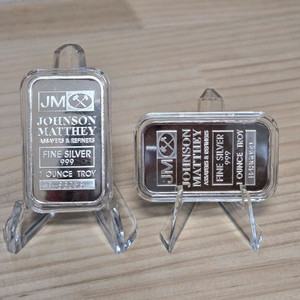 JM
JOHNSON
MATTHEY
ASSAYERS & REFINERS
FINE SILVER
999
1 OUNCE TROY
JM
JOHNSON
MATTHEY
ASSAYERS & REFINERS
FINE SILVER
999
1 OUNCE TROY